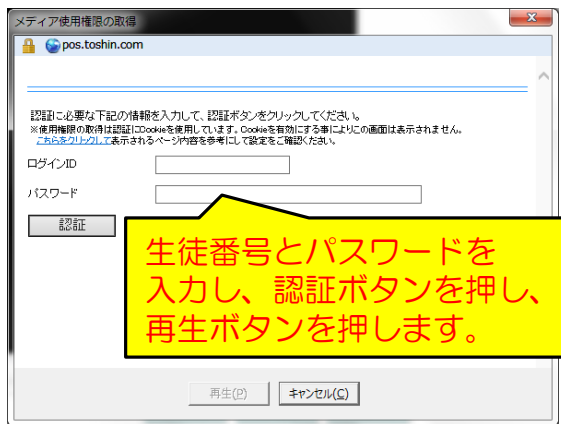 メディア使用権限の取得
pos.toshin.com
認証に必要な下記の情報を入力して、認証ボタンをクリックしてください。
※使用権限の取得は認証にCookieを使用しています。Cookieを有効にする事によりこの画面は表示されません。
こちらをクリックして表示されるページ内容を参考にして設定をご確認ください。
ログインID
パスワード
認証
生徒番号とパスワードを
入力し、認証ボタンを押し、
再生ボタンを押します。
再生(P)
キャンセル(C)